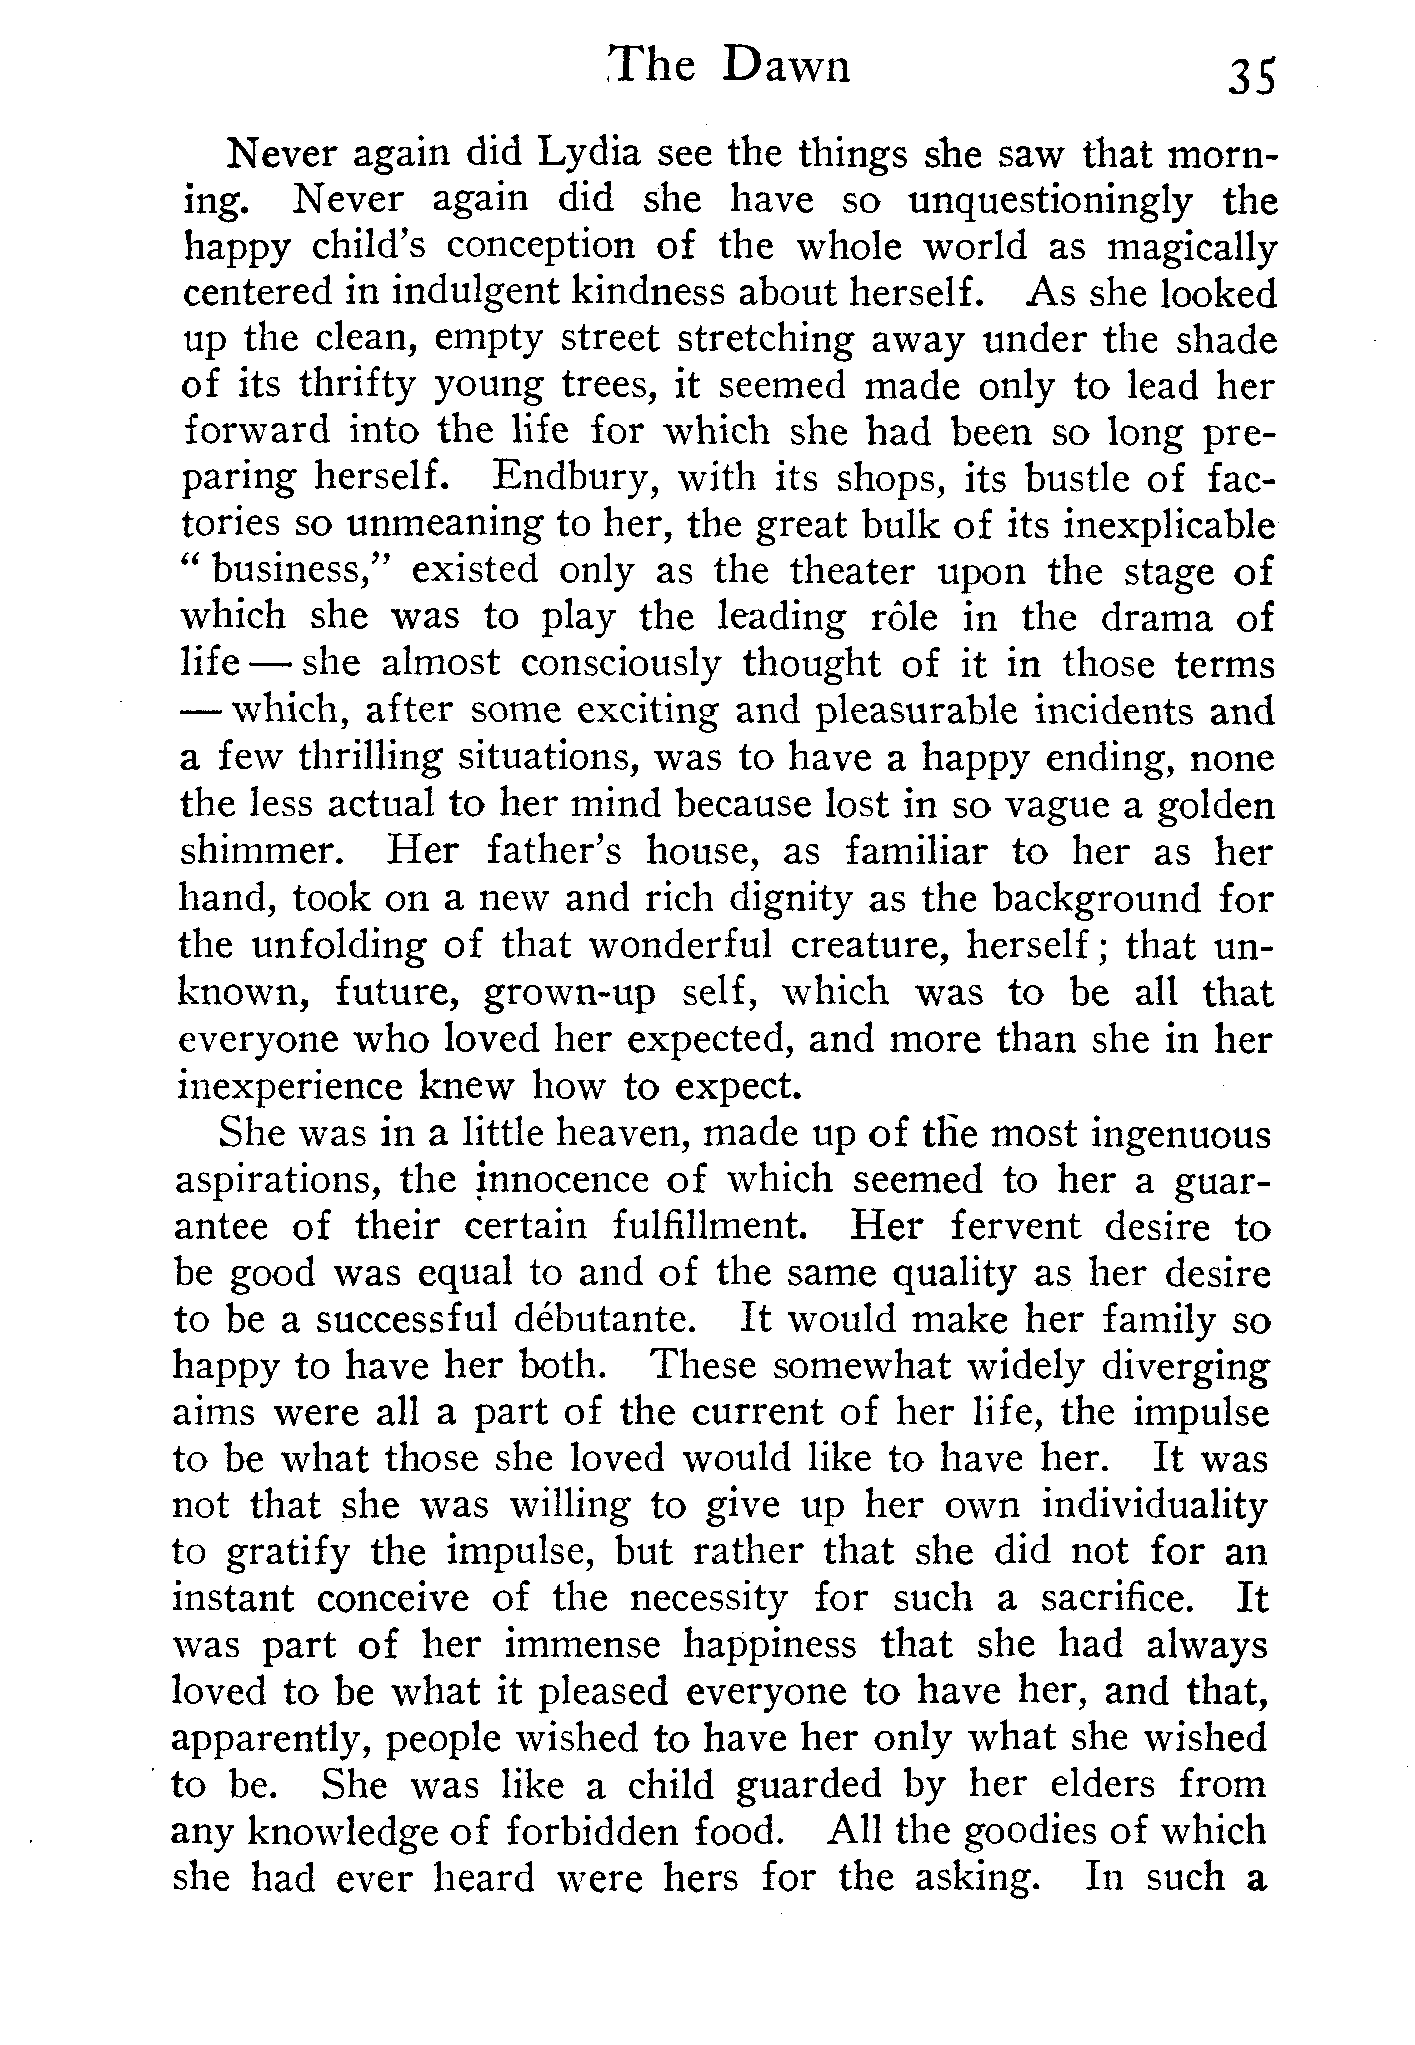 The Dawn 35
Never again did Lydia see the things she saw that morn-
ing. Never again did she have so unquestioningly the
happy child's conception of the whole world as magically
centered in indulgent kindness about herself. As she looked
up the clean, empty street stretching away under the shade
of its thrifty young trees, it seemed made only to lead her
forward into the life for which she had been so long pre-
paring herself. Endbury, with its shops, its bustle of fac-
tories so unmeaning to her, the great bulk of its inexplicable
" business," existed only as the theater upon the stage of
which she was to play the leading rôle in the drama of
life — she almost consciously thought of it in those terms
— which, after some exciting and pleasurable incidents and
a few thrilling situations, was to have a happy ending, none
the less actual to her mind because lost in so vague a golden
shimmer. Her father's house, as familiar to her as her
hand, took on a new and rich dignity as the background for
the unfolding of that wonderful creature, herself; that un-
known, future, grown-up self, which was to be all that
everyone who loved her expected, and more than she in her
inexperience knew how to expect.
She was in a little heaven, made up of the most ingenuous
aspirations, the innocence of which seemed to her a guar-
antee of their certain fulfillment. Her fervent desire to
be good was equal to and of the same quality as her desire
to be a successful débutante. It would make her family so
happy to have her both. These somewhat widely diverging
aims were all a part of the current of her life, the impulse
to be what those she loved would like to have her. It was
not that she was willing to give up her own individuality
to gratify the impulse, but rather that she did not for an
instant conceive of the necessity for such a sacrifice. It
was part of her immense happiness that she had always
loved to be what it pleased everyone to have her, and that,
apparently, people wished to have her only what she wished
to be. She was like a child guarded by her elders from
any knowledge of forbidden food. All the goodies of which
she had ever heard were hers for the asking. In such a